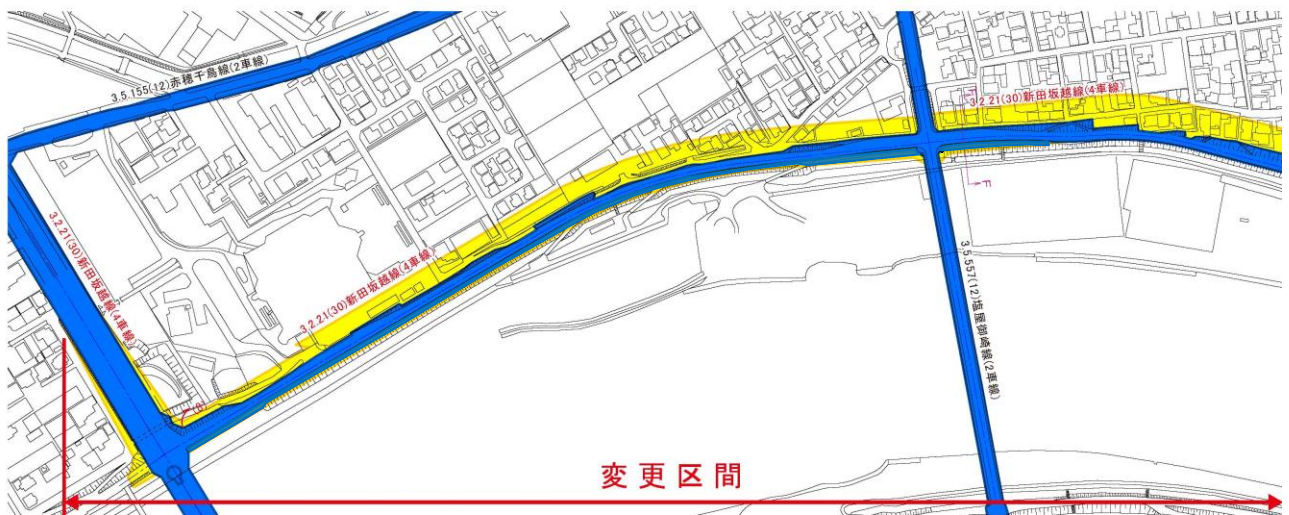 3.5.155(12)赤穂千鳥線(2車線)
3.2.21(30)新田坂越線(4車線)
3.2.21(30)新田坂越線(4車線)
3.2.21(30)新田坂越線(4車線)
3.5.557(12)塩屋御崎線(2車線)
F
F
(8)
変更区間